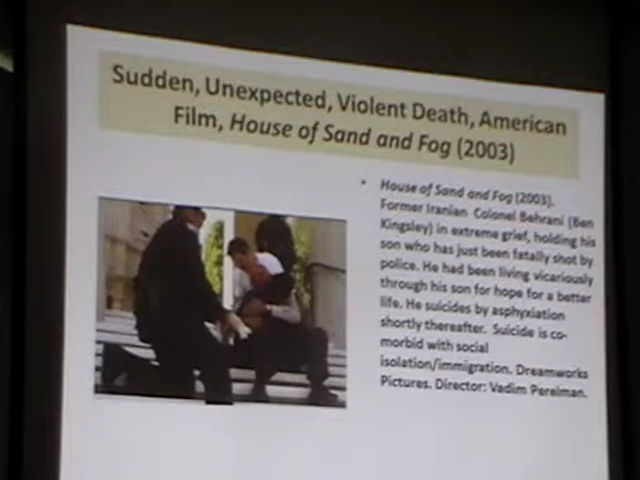 Sudden, Unexpected, Violent Death, American
Film, House of Sand and Fog (2003)
• House of Sand and Fog (2003).
Former Iranian Colonel Behrani (Ben
Kingsley) in extreme grief, holding his
son who has just been fatally shot by
police. He had been living vicariously
through his son for hope for a better
life. He suicides by asphyxiation
shortly thereafter. Suicide is co-
morbid with social
isolation/immigration. Dreamworks
Pictures. Director: Vadim Perelman.